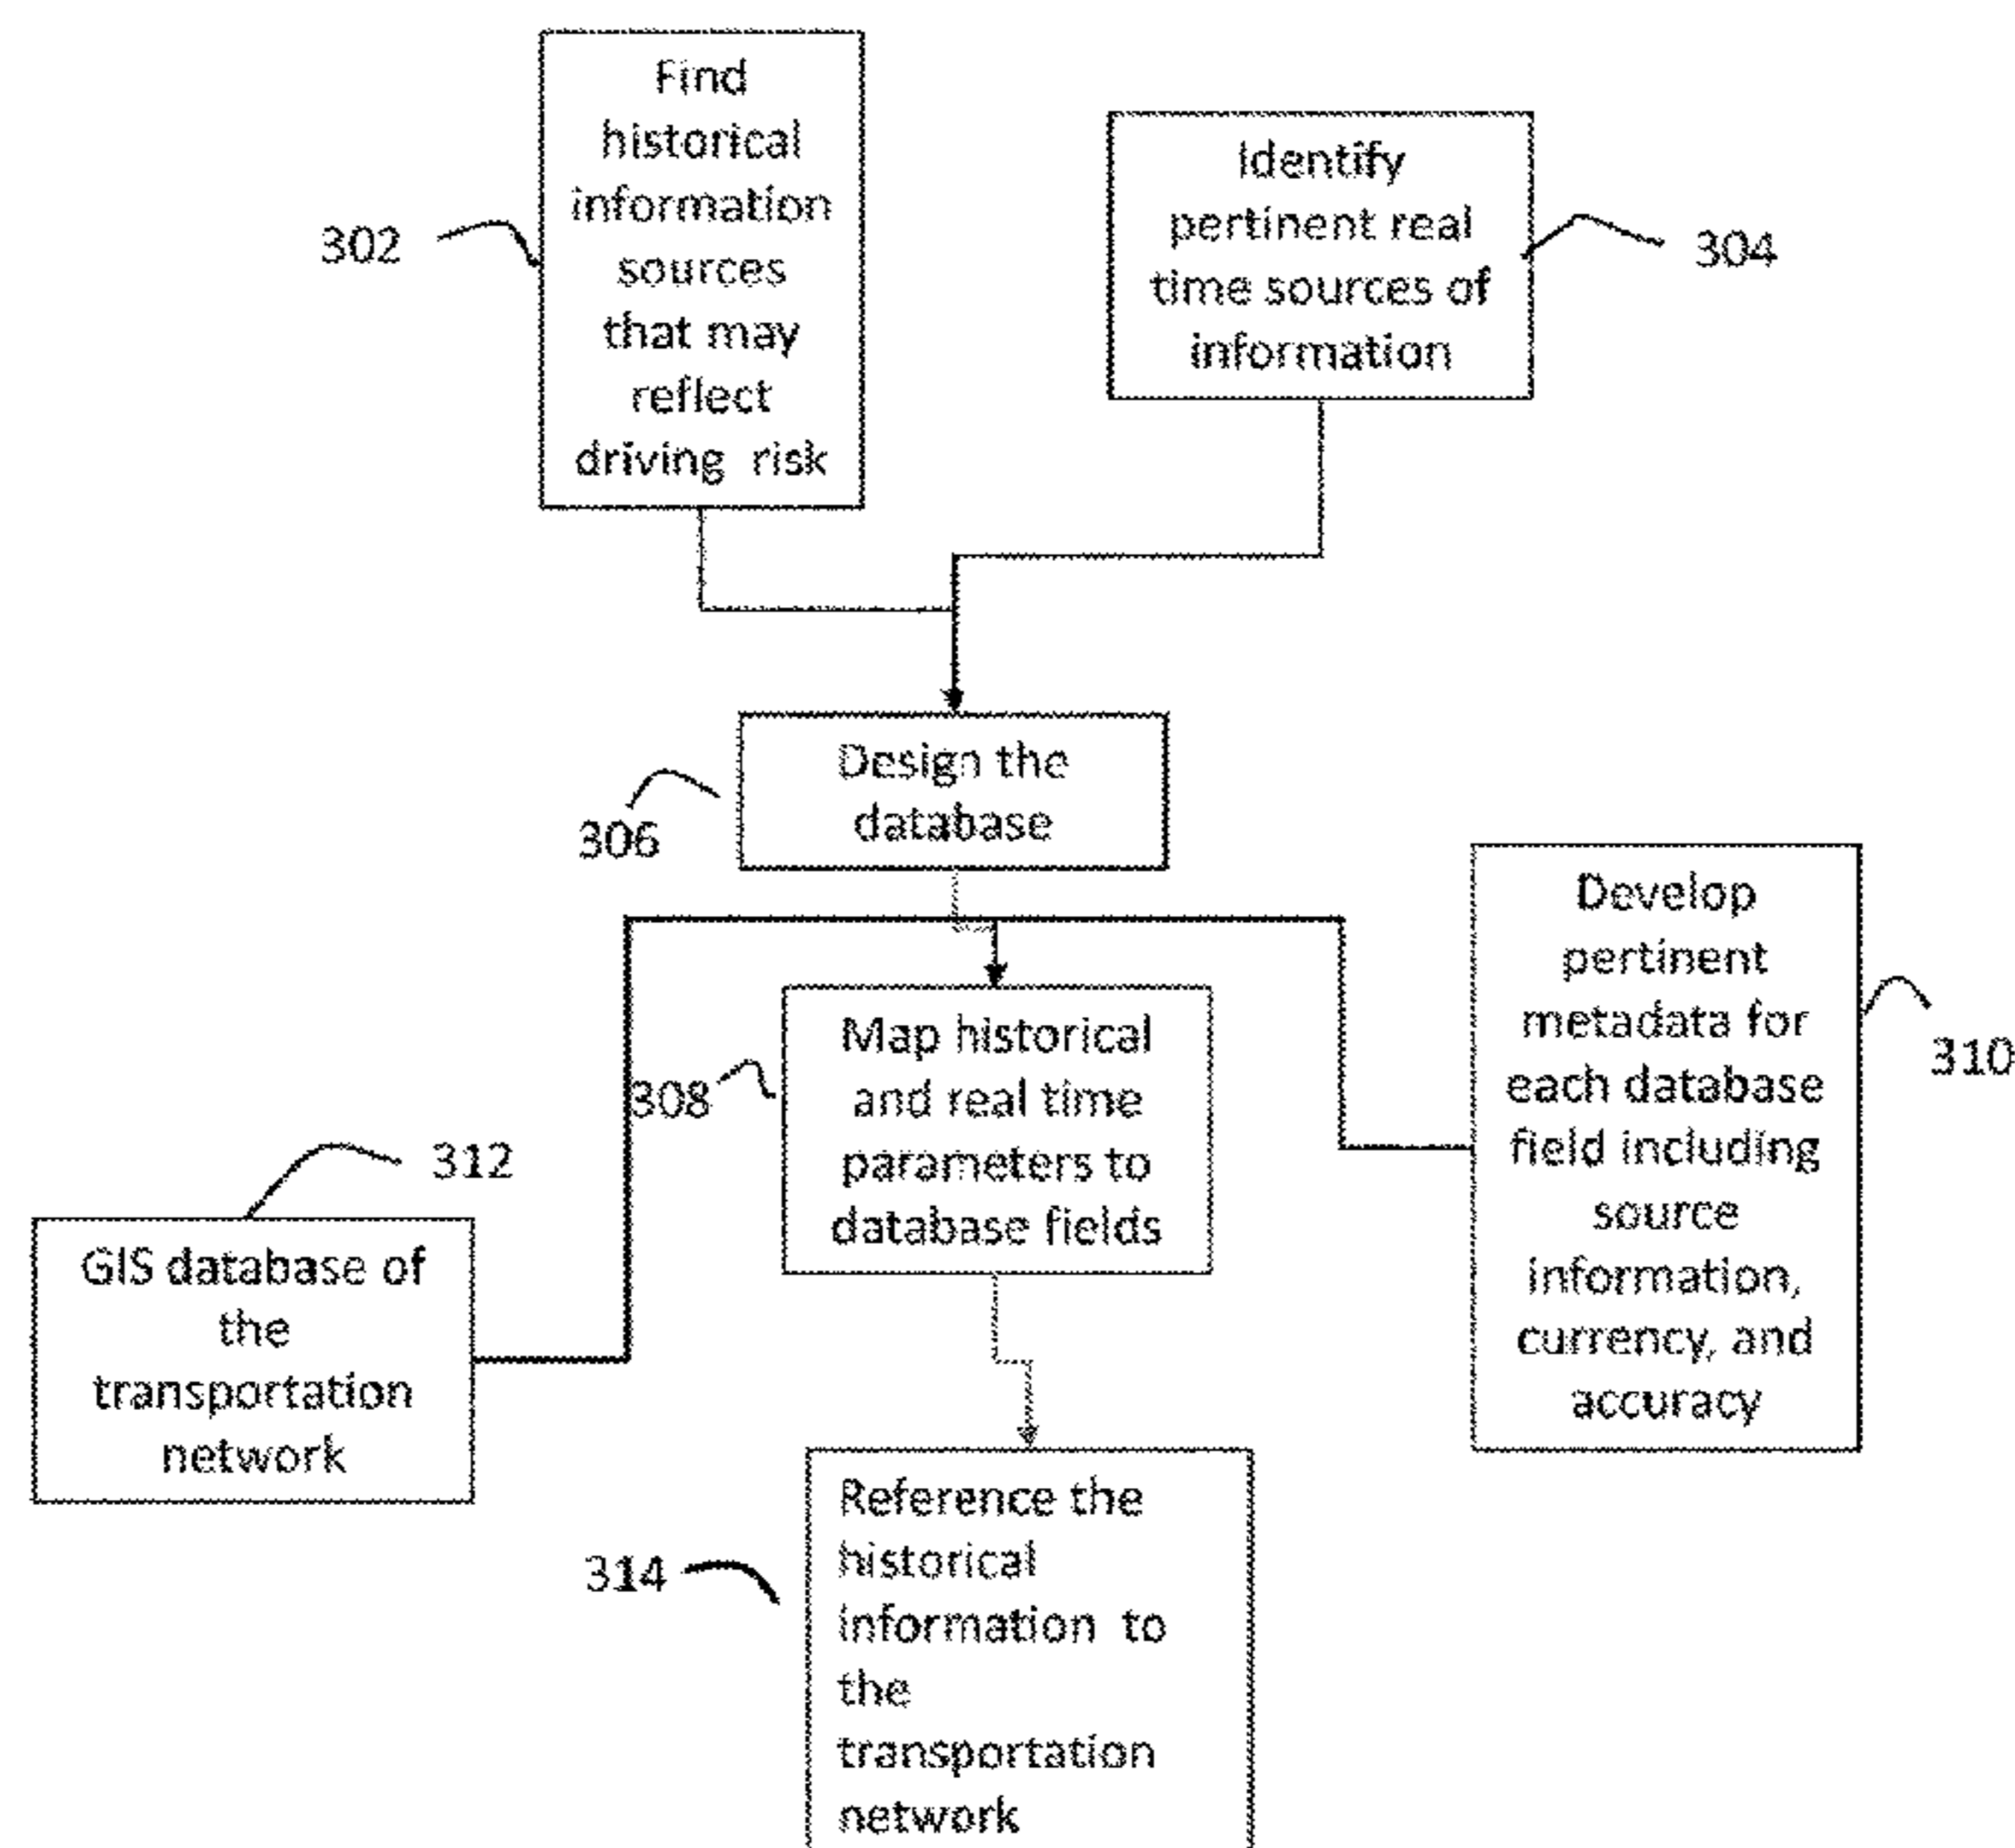 Find
historical
information
sources
that may
reflect
driving risk
302
Identify
pertinent real
time sources of
information
304
Design the
database
306
Map historical
and real time
parameters to
database fields
308
Develop
pertinent
metadata for
each database
field including
source
information,
currency, and
accuracy
310
312
GIS database of
the
transportation
network
314
Reference the
historical
information to
the
transportation
network